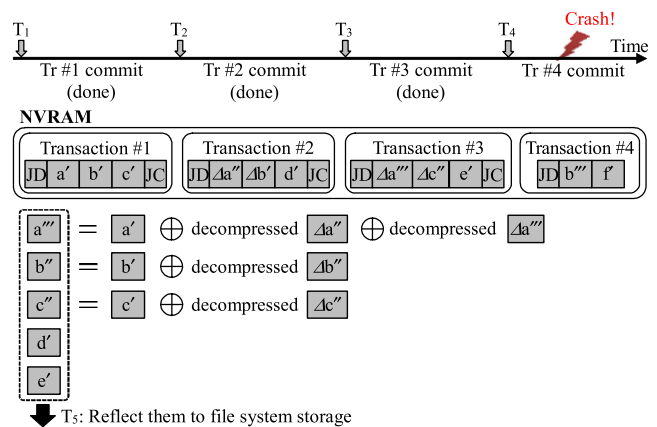 Crash!
T1 T2 T3 T4
Time
Tr #1 commit (done) Tr #2 commit (done) Tr #3 commit (done) Tr #4 commit
NVRAM
Transaction #1 Transaction #2 Transaction #3 Transaction #4
JD a′ b′ c′ JC JD Δa″ Δb′ d′ JC JD Δa‴ Δc″ e′ JC JD b‴ f′
a‴ = a′ ⊕ decompressed Δa″ ⊕ decompressed Δa‴
b″ = b′ ⊕ decompressed Δb″
c″ = c′ ⊕ decompressed Δc″
d′
e′
T5: Reflect them to file system storage